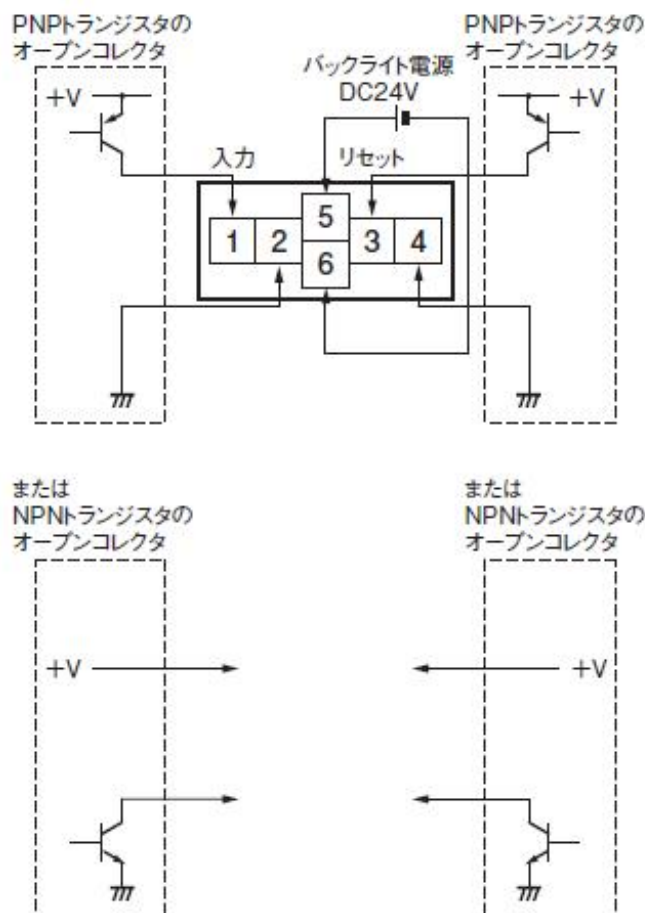 PNPトランジスタの
オープンコレクタ
+V
PNPトランジスタの
オープンコレクタ
+V
バックライト電源
DC24V
入力
リセット
1
2
5
6
3
4
または
NPNトランジスタの
オープンコレクタ
+V
または
NPNトランジスタの
オープンコレクタ
+V